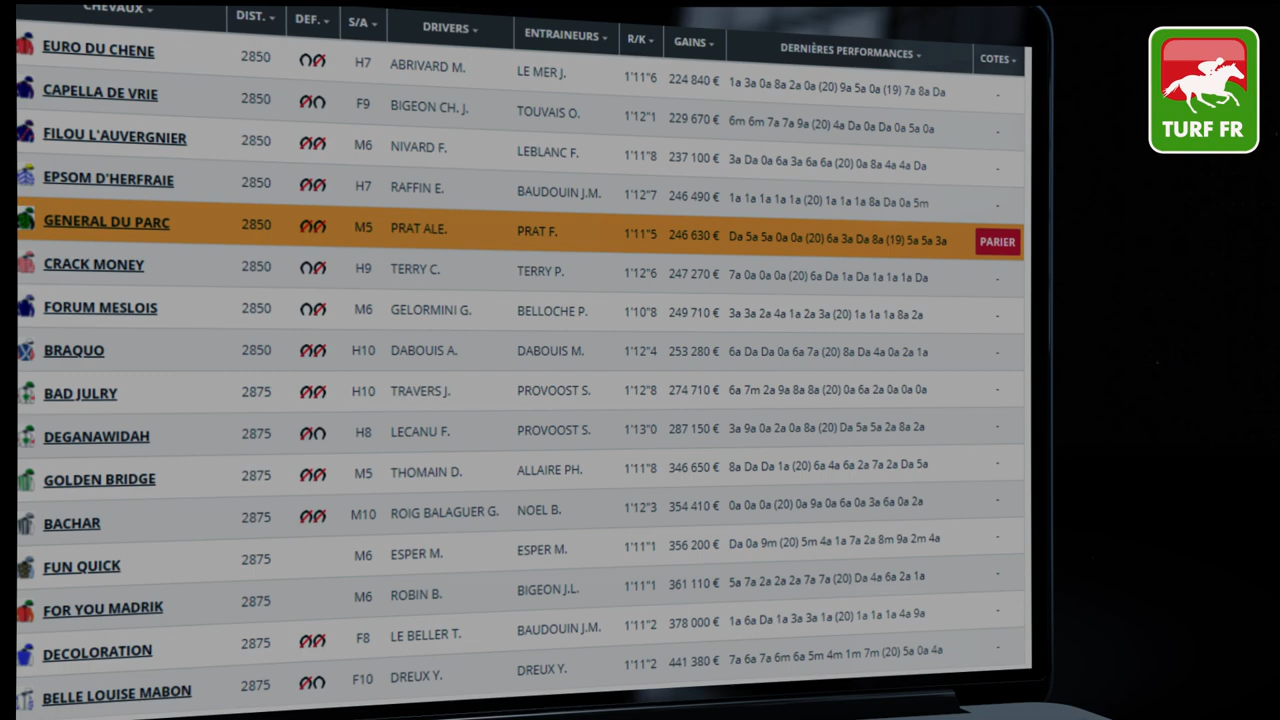 CHEVAUX DIST. DEF. S/A DRIVERS ENTRAINEURS R/K GAINS DERNIÈRES PERFORMANCES COTES
EURO DU CHENE 2850 H7 ABRIVARD M. LE MER J. 1'11"6 224 840 € 1a 3a 0a 8a 2a 0a (20) 9a 5a 0a (19) 7a 8a Da -
CAPELLA DE VRIE 2850 F9 BIGEON CH. J. TOUVAIS O. 1'12"1 229 670 € 6m 6m 7a 7a 9a (20) 4a Da 0a Da 0a 5a 0a -
FILOU L'AUVERGNIER 2850 M6 NIVARD F. LEBLANC F. 1'11"8 237 100 € 3a Da 0a 6a 3a 6a 6a (20) 0a 8a 4a 4a Da -
EPSOM D'HERFRAIE 2850 H7 RAFFIN E. BAUDOUIN J.M. 1'12"7 246 490 € 1a 1a 1a 1a 1a (20) 1a 1a 1a 8a Da 0a 5m -
GENERAL DU PARC 2850 M5 PRAT ALE. PRAT F. 1'11"5 246 630 € Da 5a 5a 0a 0a (20) 6a 3a Da 8a (19) 5a 5a 3a PARIER
CRACK MONEY 2850 H9 TERRY C. TERRY P. 1'12"6 247 270 € 7a 0a 0a 0a (20) 6a Da 1a Da 1a 1a 1a Da -
FORUM MESLOIS 2850 M6 GELORMINI G. BELLOCHE P. 1'10"8 249 710 € 3a 3a 2a 4a 1a 2a 3a (20) 1a 1a 1a 8a 2a -
BRAQUO 2850 H10 DABOUIS A. DABOUIS M. 1'12"4 253 280 € 6a Da Da 0a 6a 7a (20) 8a Da 4a 0a 2a 1a -
BAD JULRY 2875 H10 TRAVERS J. PROVOOST S. 1'12"8 274 710 € 6a 7m 2a 9a 8a 8a (20) 0a 6a 2a 0a 0a 0a -
DEGANAWIDAH 2875 H8 LECANU F. PROVOOST S. 1'13"0 287 150 € 3a 9a 0a 2a 0a 8a (20) Da 5a 5a 2a 8a 2a -
GOLDEN BRIDGE 2875 M5 THOMAIN D. ALLAIRE PH. 1'11"8 346 650 € 8a Da Da 1a (20) 6a 4a 6a 2a 7a 2a Da 5a -
BACHAR 2875 M10 ROIG BALAGUER G. NOEL B. 1'12"3 354 410 € 0a 0a 0a (20) 0a 9a 0a 6a 0a 3a 6a 0a 2a -
FUN QUICK 2875 M6 ESPER M. ESPER M. 1'11"1 356 200 € Da 0a 9m (20) 5m 4a 1a 7a 2a 8m 9a 2m 4a -
FOR YOU MADRIK 2875 M6 ROBIN B. BIGEON J.L. 1'11"1 361 110 € 5a 7a 2a 2a 2a 7a 7a (20) Da 4a 6a 2a 1a -
DECOLORATION 2875 F8 LE BELLER T. BAUDOUIN J.M. 1'11"2 378 000 € 1a 6a Da 1a 3a 3a 1a (20) 1a 1a 1a 4a 9a -
BELLE LOUISE MABON 2875 F10 DREUX Y. DREUX Y. 1'11"2 441 380 € 7a 6a 7a 6m 6a 5m 4m 1m 7m (20) 5a 0a 4a -
TURF FR